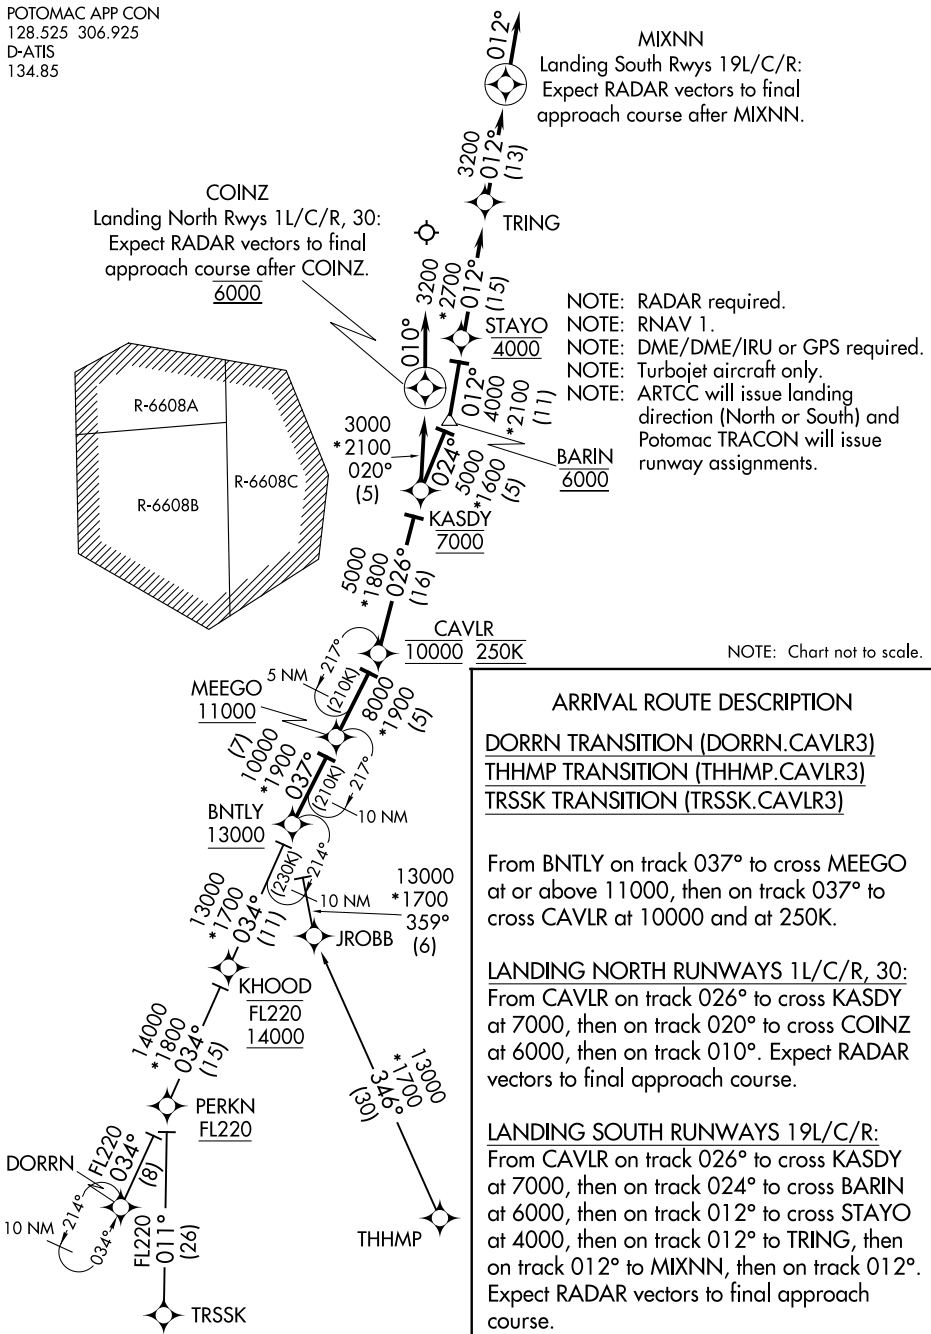 POTOMAC APP CON
128.525 306.925
D-ATIS
134.85
012°
MIXNN
Landing South Rwys 19L/C/R:
Expect RADAR vectors to final
approach course after MIXNN.
3200
012°
(13)
TRING
COINZ
Landing North Rwys 1L/C/R, 30:
Expect RADAR vectors to final
approach course after COINZ.
6000
3200
*2700
012°
(15)
STAYO
4000
010°
NOTE: RADAR required.
NOTE: RNAV 1.
NOTE: DME/DME/IRU or GPS required.
NOTE: Turbojet aircraft only.
NOTE: ARTCC will issue landing
direction (North or South) and
Potomac TRACON will issue
runway assignments.
012°
4000
*2100
(11)
BARIN
6000
R-6608A
R-6608B
R-6608C
3000
*2100
020°
(5)
024°
5000
*1600
(5)
KASDY
7000
5000
*1800
026°
(16)
CAVLR
10000 250K
NOTE: Chart not to scale.
217°
5 NM
(210K)
MEEGO
11000
8000
*1900
(5)
(7)
10000
*1900
037°
217°
(210K)
10 NM
BNTLY
13000
214°
(230K)
10 NM
13000
*1700
359°
(6)
JROBB
13000
*1700
034°
(11)
KHOOD
FL220
14000
14000
*1800
034°
(15)
13000
*1700
346°
(30)
PERKN
FL220
DORRN
FL220
034°
(8)
214°
10 NM
034°
FL220
011°
(26)
THHMP
TRSSK
ARRIVAL ROUTE DESCRIPTION
DORRN TRANSITION (DORRN.CAVLR3)
THHMP TRANSITION (THHMP.CAVLR3)
TRSSK TRANSITION (TRSSK.CAVLR3)
From BNTLY on track 037° to cross MEEGO
at or above 11000, then on track 037° to
cross CAVLR at 10000 and at 250K.
LANDING NORTH RUNWAYS 1L/C/R, 30:
From CAVLR on track 026° to cross KASDY
at 7000, then on track 020° to cross COINZ
at 6000, then on track 010°. Expect RADAR
vectors to final approach course.
LANDING SOUTH RUNWAYS 19L/C/R:
From CAVLR on track 026° to cross KASDY
at 7000, then on track 024° to cross BARIN
at 6000, then on track 012° to cross STAYO
at 4000, then on track 012° to TRING, then
on track 012° to MIXNN, then on track 012°.
Expect RADAR vectors to final approach
course.